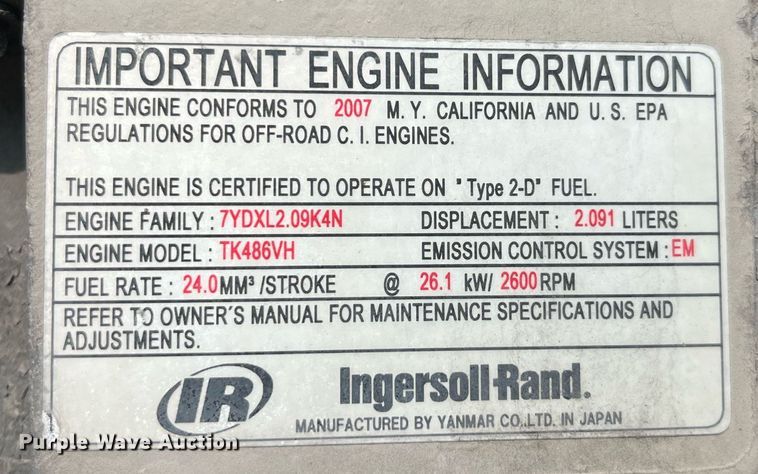 IMPORTANT ENGINE INFORMATION
THIS ENGINE CONFORMS TO 2007 M. Y. CALIFORNIA AND U. S. EPA
REGULATIONS FOR OFF-ROAD C. I. ENGINES.
THIS ENGINE IS CERTIFIED TO OPERATE ON " Type 2-D" FUEL.
ENGINE FAMILY : 7YDXL2.09K4N DISPLACEMENT : 2.091 LITERS
ENGINE MODEL : TK486VH EMISSION CONTROL SYSTEM : EM
FUEL RATE : 24.0MM³ /STROKE @ 26.1 kW/ 2600RPM
REFER TO OWNER'S MANUAL FOR MAINTENANCE SPECIFICATIONS AND
ADJUSTMENTS.
IR Ingersoll-Rand.
MANUFACTURED BY YANMAR CO.,LTD. IN JAPAN
Purple Wave Auction